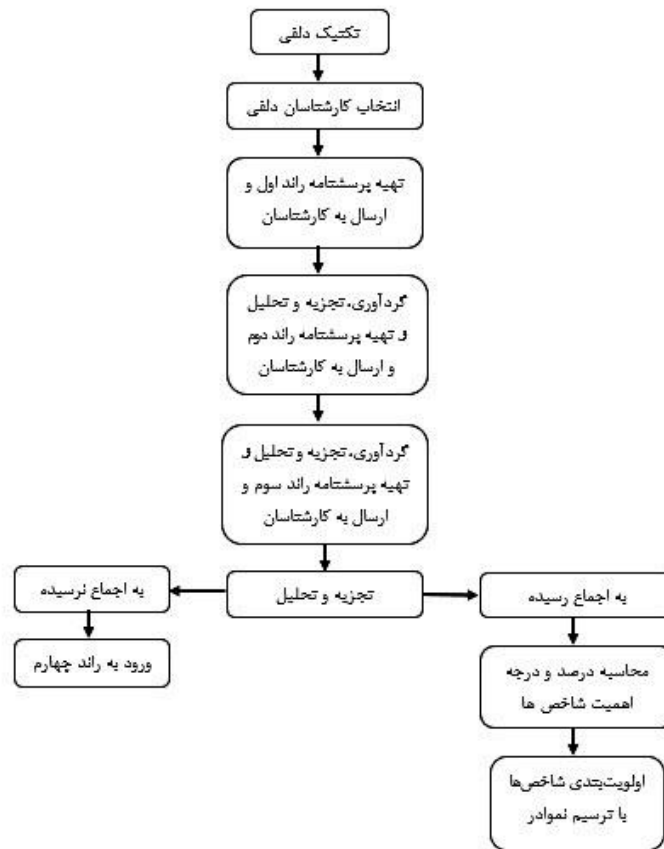 تکنیک دلفی
انتخاب کارشناسان دلفی
تهیه پرسشنامه راند اول و
ارسال به کارشناسان
گردآوری، تجزیه و تحلیل
و تهیه پرسشنامه راند دوم
و ارسال به کارشناسان
گردآوری، تجزیه و تحلیل و
تهیه پرسشنامه راند سوم و
ارسال به کارشناسان
به اجماع رسیده
تجزیه و تحلیل
به اجماع نرسیده
محاسبه درصد و درجه
اهمیت شاخص ها
ورود به راند چهارم
اولویت‌بندی شاخص‌ها
با ترسیم نموادر